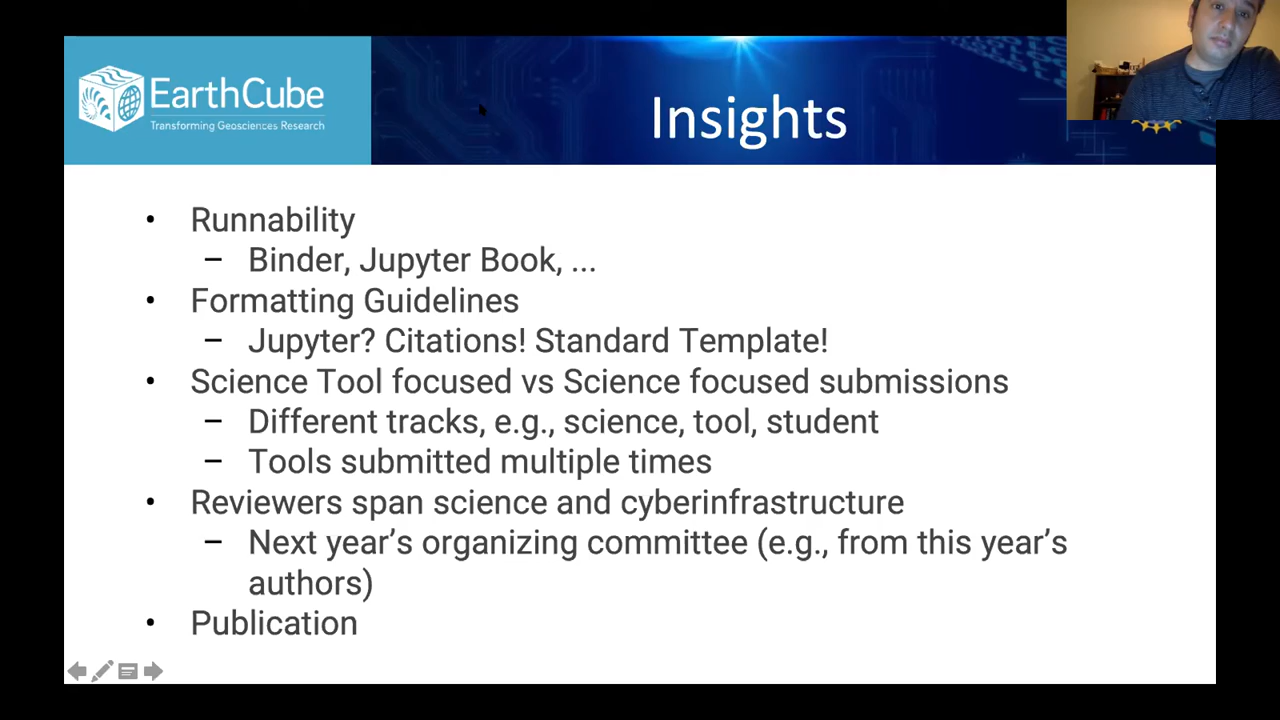 EarthCube
Transforming Geosciences Research
Insights
• Runnability
– Binder, Jupyter Book, ...
• Formatting Guidelines
– Jupyter? Citations! Standard Template!
• Science Tool focused vs Science focused submissions
– Different tracks, e.g., science, tool, student
– Tools submitted multiple times
• Reviewers span science and cyberinfrastructure
– Next year’s organizing committee (e.g., from this year’s
authors)
• Publication